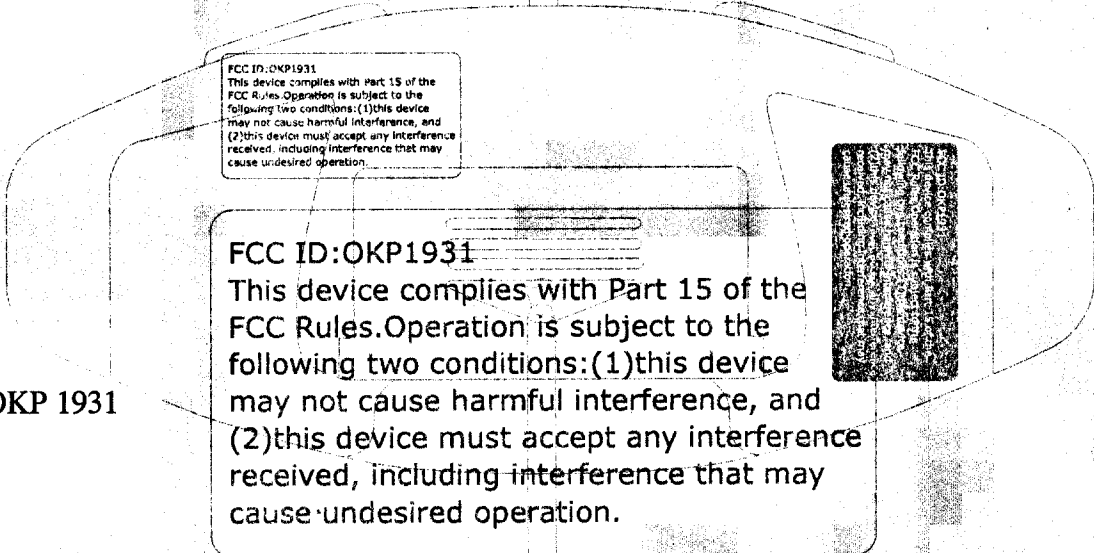 FCC ID:OKP1931
This device complies with Part 15 of the
FCC Rules.Operation is subject to the
following two conditions:(1)this device
may not cause harmful interference, and
(2)this device must accept any interference
received, including interference that may
cause undesired operation.
FCC ID:OKP1931
This device complies with Part 15 of the
FCC Rules.Operation is subject to the
following two conditions:(1)this device
may not cause harmful interference, and
(2)this device must accept any interference
received, including interference that may
cause undesired operation.
OKP 1931